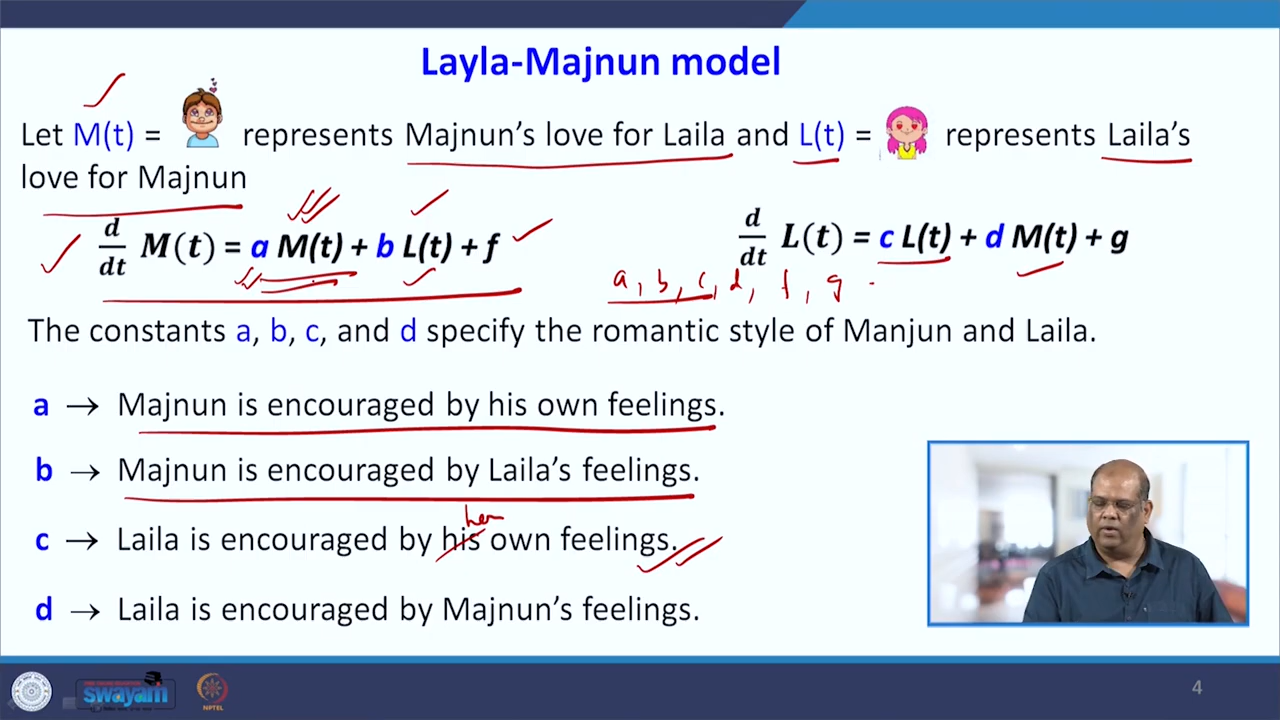 Layla-Majnun model
Let M(t) = represents Majnun's love for Laila and L(t) = represents Laila's
love for Majnun
d/dt M(t) = a M(t) + b L(t) + f
d/dt L(t) = c L(t) + d M(t) + g
a, b, c, d, f, g .
The constants a, b, c, and d specify the romantic style of Manjun and Laila.
a → Majnun is encouraged by his own feelings.
b → Majnun is encouraged by Laila's feelings.
her
c → Laila is encouraged by his own feelings.
d → Laila is encouraged by Majnun's feelings.
swayam
NPTEL
4